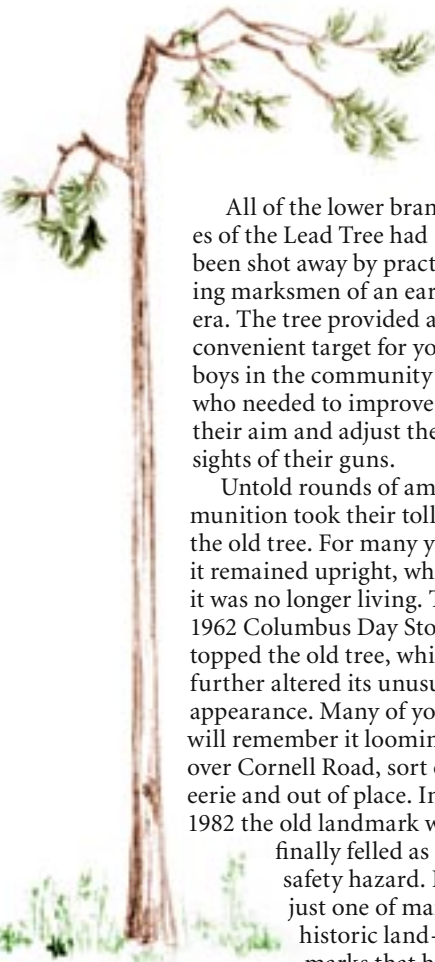 All of the lower bran
es of the Lead Tree had
been shot away by pract
ing marksmen of an ear
era. The tree provided a
convenient target for yo
boys in the community
who needed to improve
their aim and adjust the
sights of their guns.
Untold rounds of am
munition took their toll
the old tree. For many y
it remained upright, wh
it was no longer living. T
1962 Columbus Day Sto
topped the old tree, whi
further altered its unusu
appearance. Many of yo
will remember it loomin
over Cornell Road, sort o
eerie and out of place. In
1982 the old landmark w
finally felled as
safety hazard. I
just one of ma
historic land-
marks that h